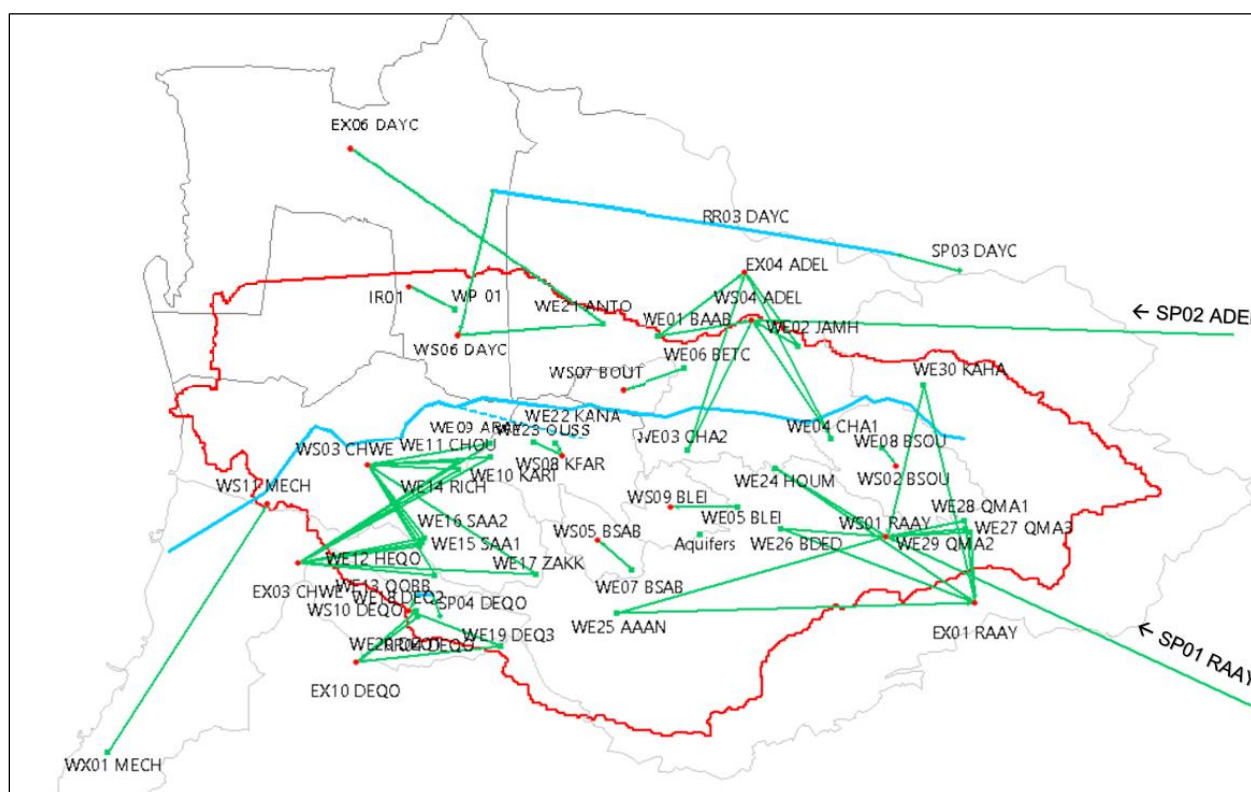 EX06 DAYC
RR03 DAYC
SP03 DAYC
EX04 ADEL
IR01
WP 01
WE21 ANTO
WS04 ADEL
← SP02 ADEL
WE01 BAAB
WE02 JAMH
WS06 DAYC
WE06 BETC
WS07 BOUT
WE30 KAHA
WE22 KANA
WE09 ARAY
WE23 OUSS
WE03 CHA2
WE04 CHA1
WS03 CHWE
WE11 CHOU
WE08 BSOU
WS08 KFAR
WE10 KARI
WE24 HOUM
WS02 BSOU
WS11 MECH
WE14 RICH
WS09 BLEI
WE28 QMA1
WE16 SAA2
WE05 BLEI
WS01 RAAY
WE27 QMA3
WS05 BSAB
WE15 SAA1
Aquifers
WE26 BDED
WE29 QMA2
WE12 HEQO
WE17 ZAKK
EX03 CHWE
WE13 QOBB
WE07 BSAB
WE18 DEQ2
WS10 DEQO
SP04 DEQO
WE25 AAAN
EX01 RAAY
WE19 DEQ3
RR04 DEQO
← SP01 RAAY
EX10 DEQO
WX01 MECH